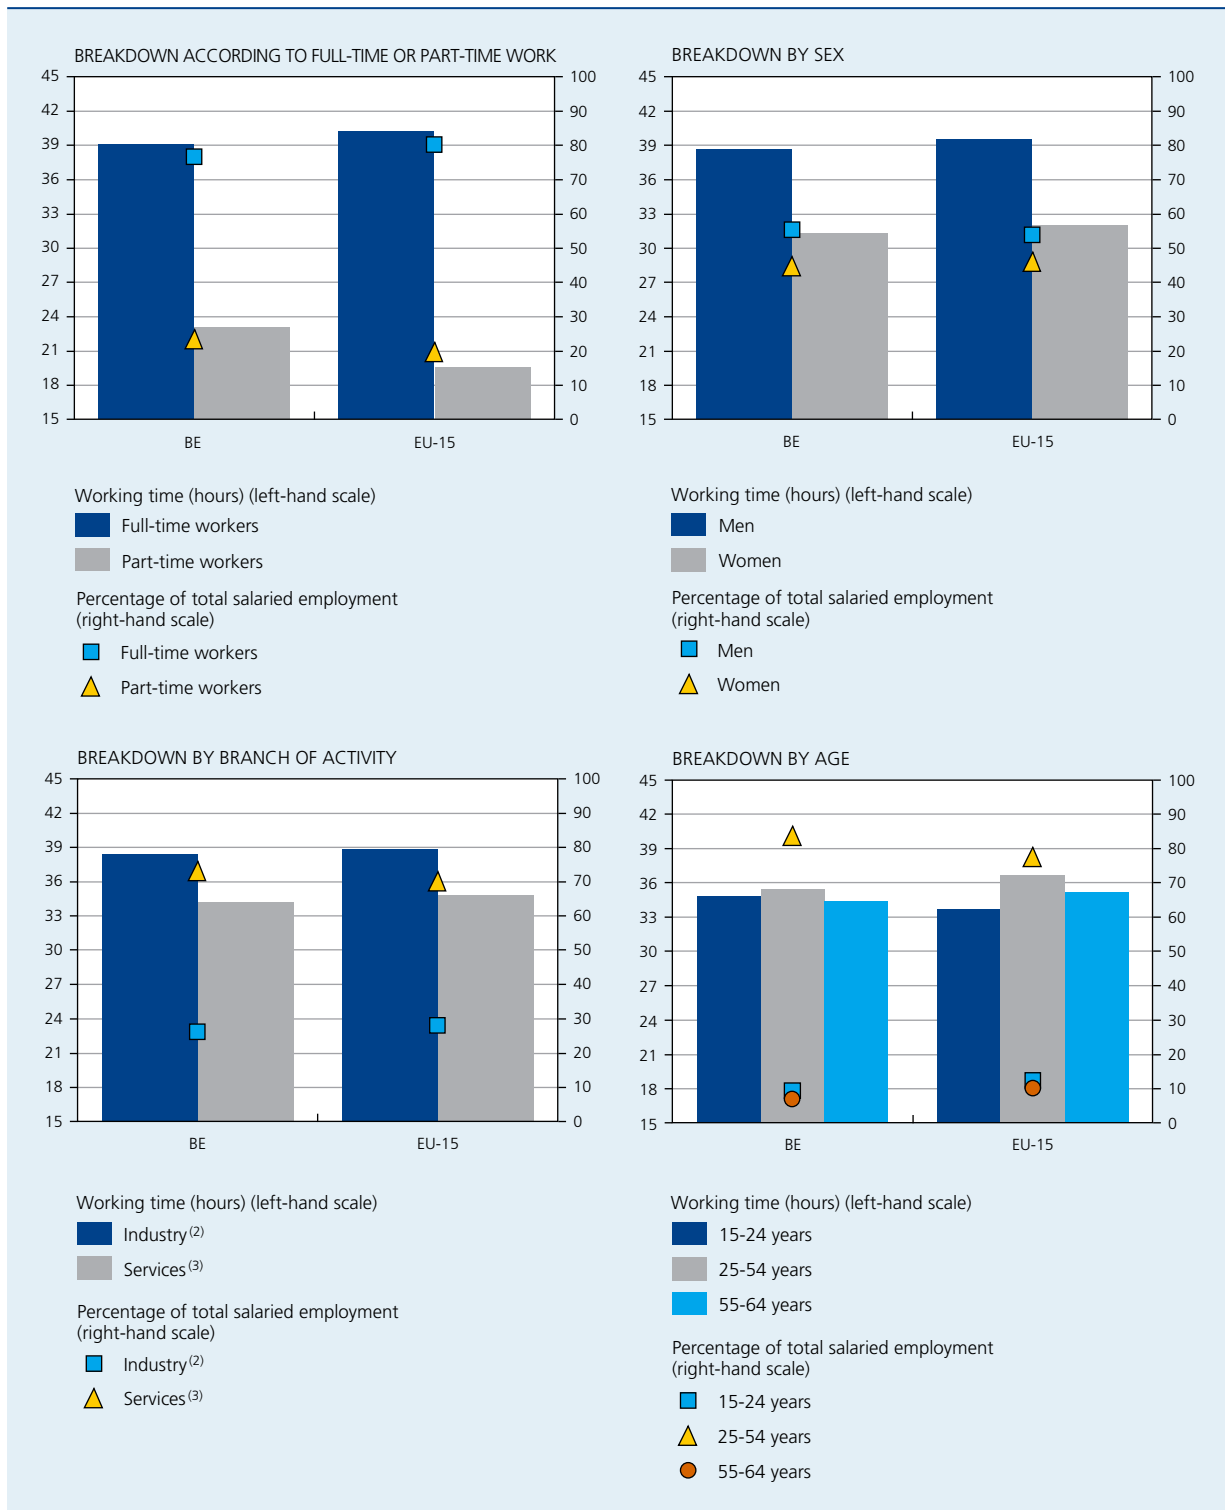 BREAKDOWN ACCORDING TO FULL-TIME OR PART-TIME WORK
45 100
42 90
39 80
36 70
33 60
30 50
27 40
24 30
21 20
18 10
15 0
BE EU-15
Working time (hours) (left-hand scale)
Full-time workers
Part-time workers
Percentage of total salaried employment
(right-hand scale)
Full-time workers
Part-time workers
BREAKDOWN BY SEX
45 100
42 90
39 80
36 70
33 60
30 50
27 40
24 30
21 20
18 10
15 0
BE EU-15
Working time (hours) (left-hand scale)
Men
Women
Percentage of total salaried employment
(right-hand scale)
Men
Women
BREAKDOWN BY BRANCH OF ACTIVITY
45 100
42 90
39 80
36 70
33 60
30 50
27 40
24 30
21 20
18 10
15 0
BE EU-15
Working time (hours) (left-hand scale)
Industry (2)
Services (3)
Percentage of total salaried employment
(right-hand scale)
Industry (2)
Services (3)
BREAKDOWN BY AGE
45 100
42 90
39 80
36 70
33 60
30 50
27 40
24 30
21 20
18 10
15 0
BE EU-15
Working time (hours) (left-hand scale)
15-24 years
25-54 years
55-64 years
Percentage of total salaried employment
(right-hand scale)
15-24 years
25-54 years
55-64 years